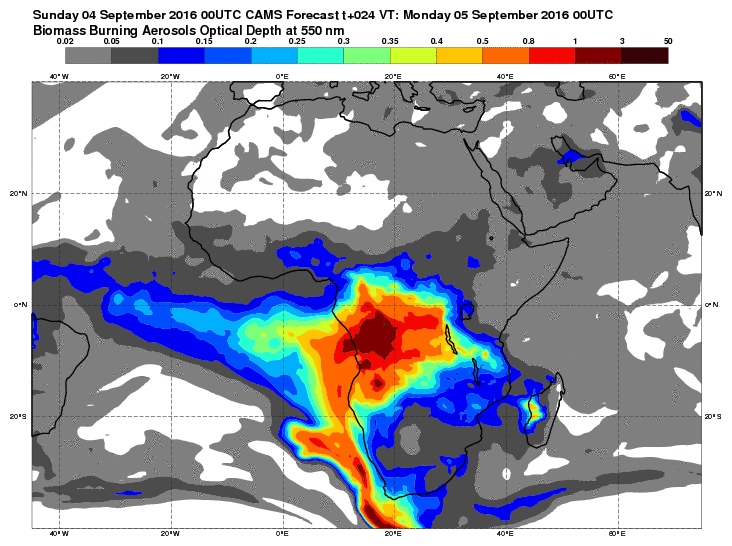 Sunday 04 September 2016 00UTC CAMS Forecast t+024 VT: Monday 05 September 2016 00UTC
Biomass Burning Aerosols Optical Depth at 550 nm
0.02 0.05 0.1 0.15 0.2 0.25 0.3 0.35 0.4 0.5 0.8 1 3 50
40°W 20°W 0°E 20°E 40°E 60°E
20°N 20°N
0°N 0°N
20°S 20°S
40°W 20°W 0°E 20°E 40°E 60°E